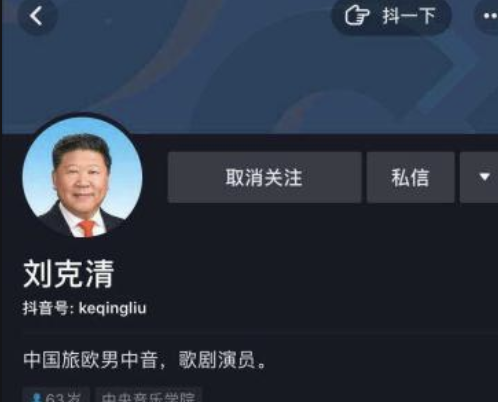 抖一下
取消关注 私信
刘克清
抖音号: keqingliu
中国旅欧男中音，歌剧演员。
63岁 中央音乐学院